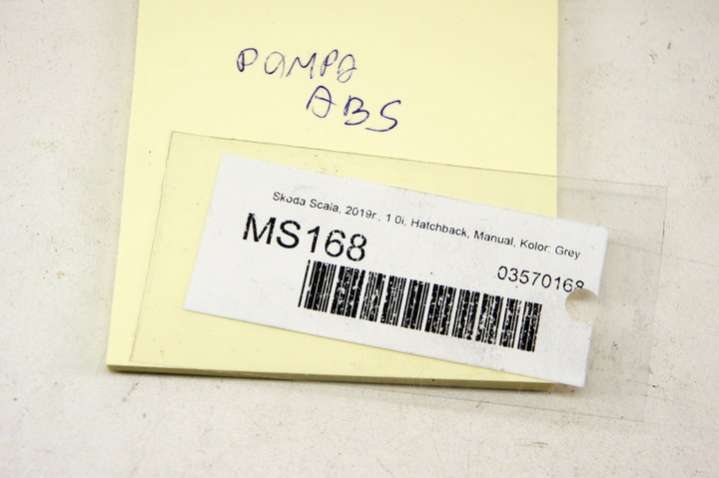 POMPA
ABS
Skoda Scala, 2019r., 1.0i, Hatchback, Manual, Kolor: Grey
MS168
03570168